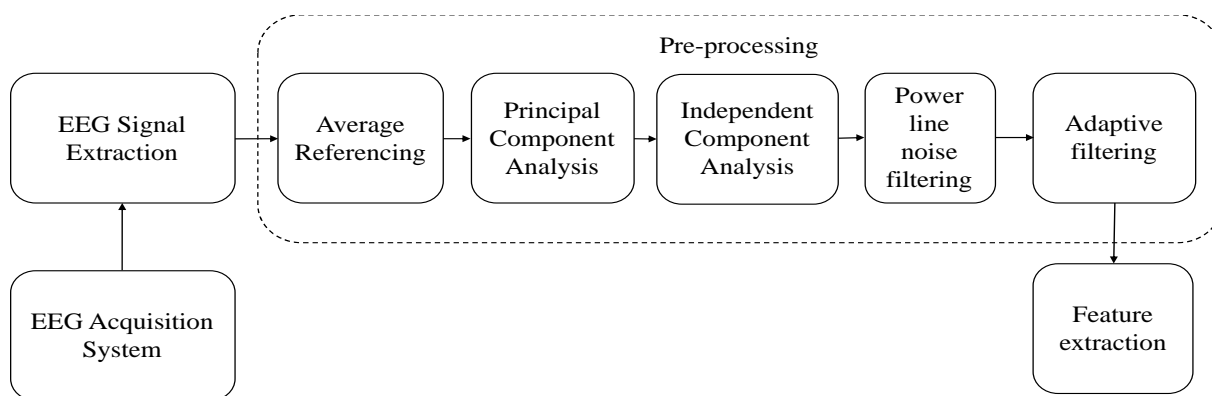 Pre-processing
EEG Signal
Extraction
Average
Referencing
Principal
Component
Analysis
Independent
Component
Analysis
Power
line
noise
filtering
Adaptive
filtering
EEG Acquisition
System
Feature
extraction